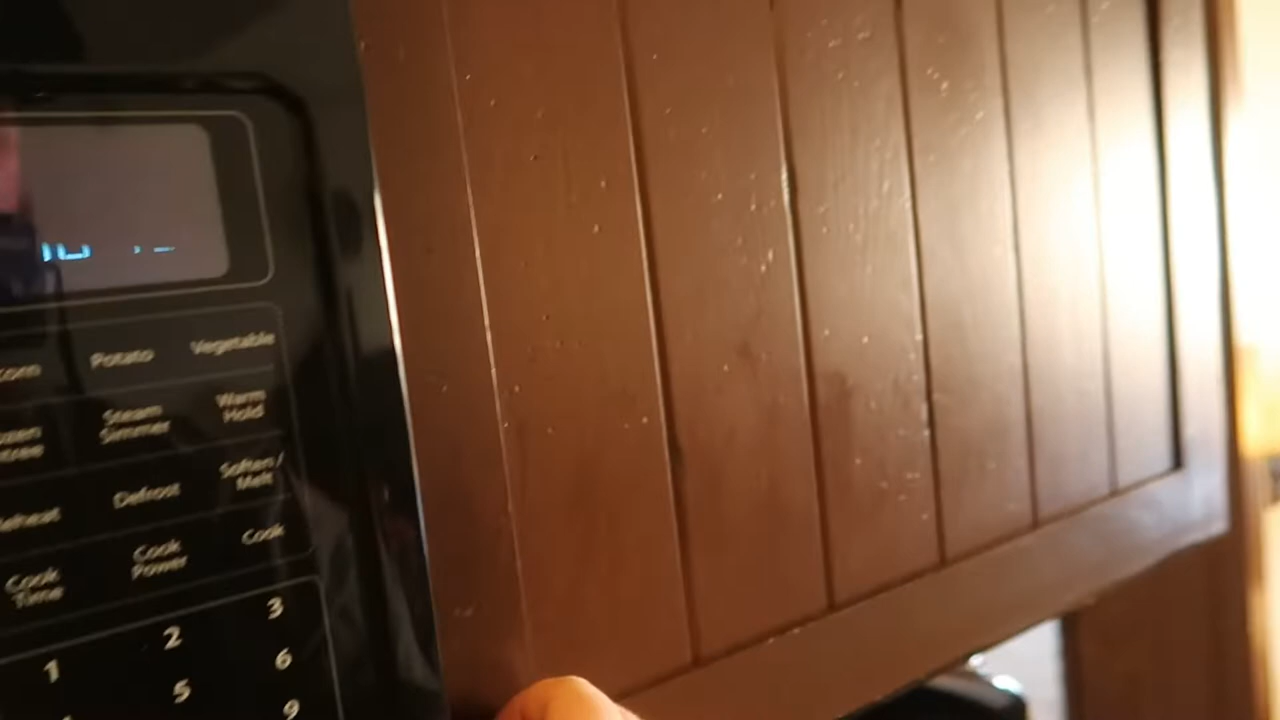 Potato Vegetable
Steam Simmer
Warm Hold
Defrost
Soften / Melt
Cook Time
Cook Power
Cook
1 2 3
5 6
9